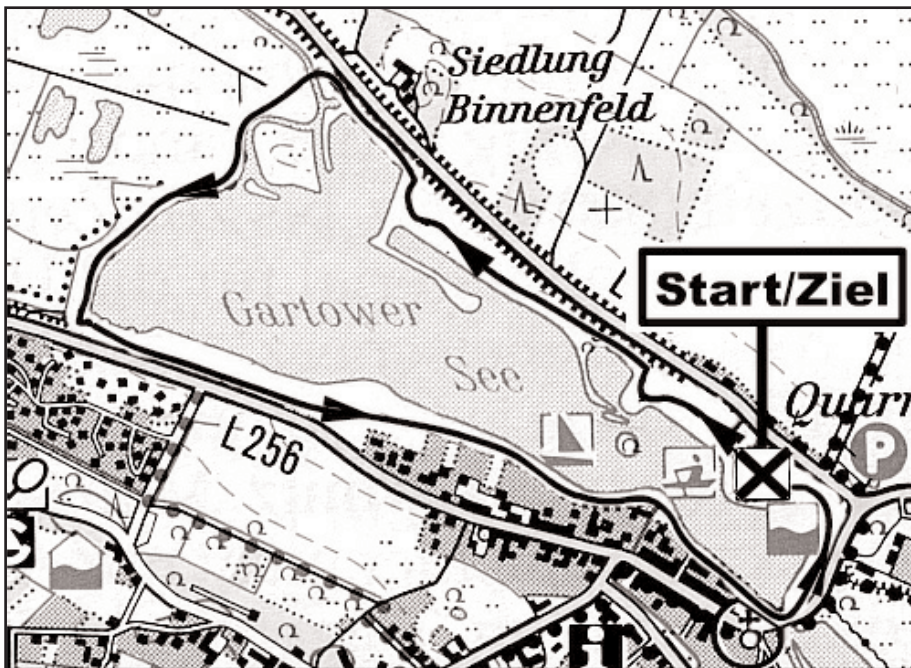 Siedlung
Binnenfeld
Start/Ziel
Gartower
See
L 256
P
i